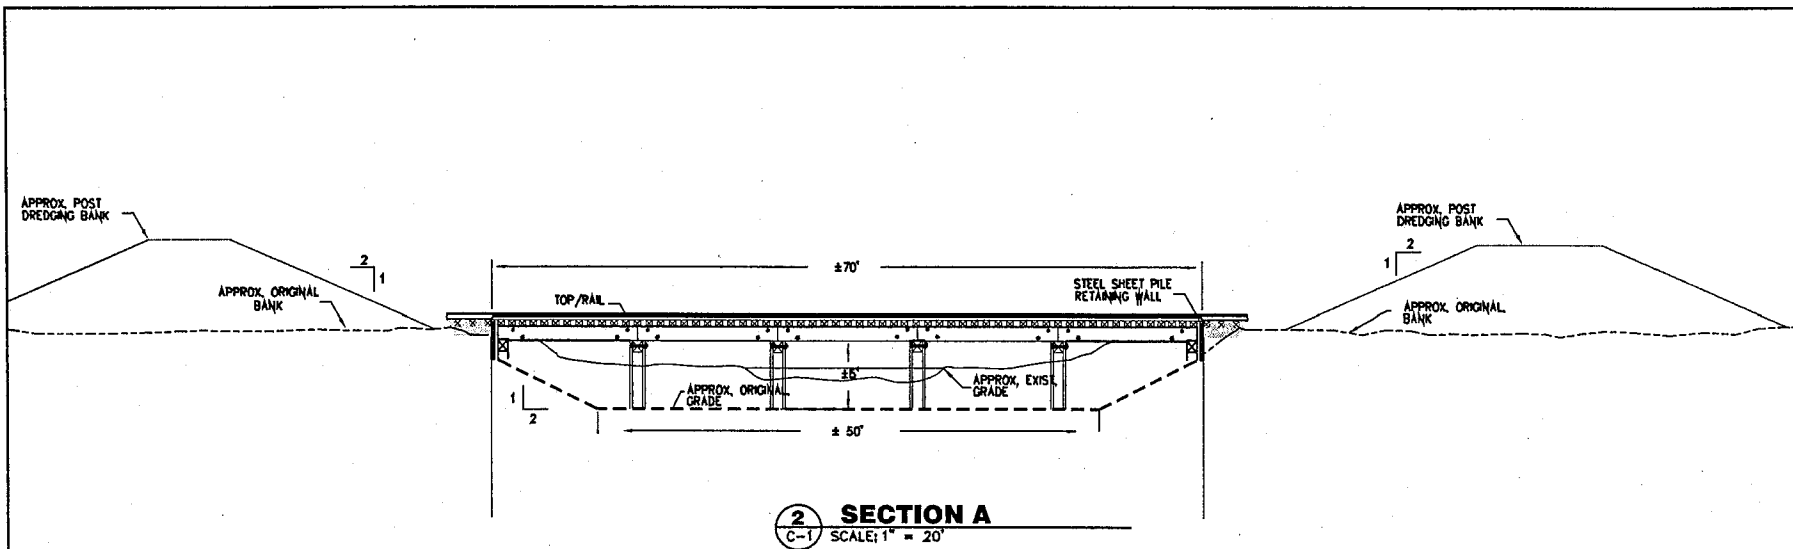 APPROX. POST
DREDGING BANK
2
1
APPROX. ORIGINAL
BANK
TOP/RAIL
±70'
STEEL SHEET PILE
RETAINING WALL
APPROX. POST
DREDGING BANK
2
1
APPROX. ORIGINAL
BANK
±5'
APPROX. ORIGINAL
GRADE
APPROX. EXIST.
GRADE
1
2
± 50'
2
C-1
SECTION A
SCALE: 1" = 20'